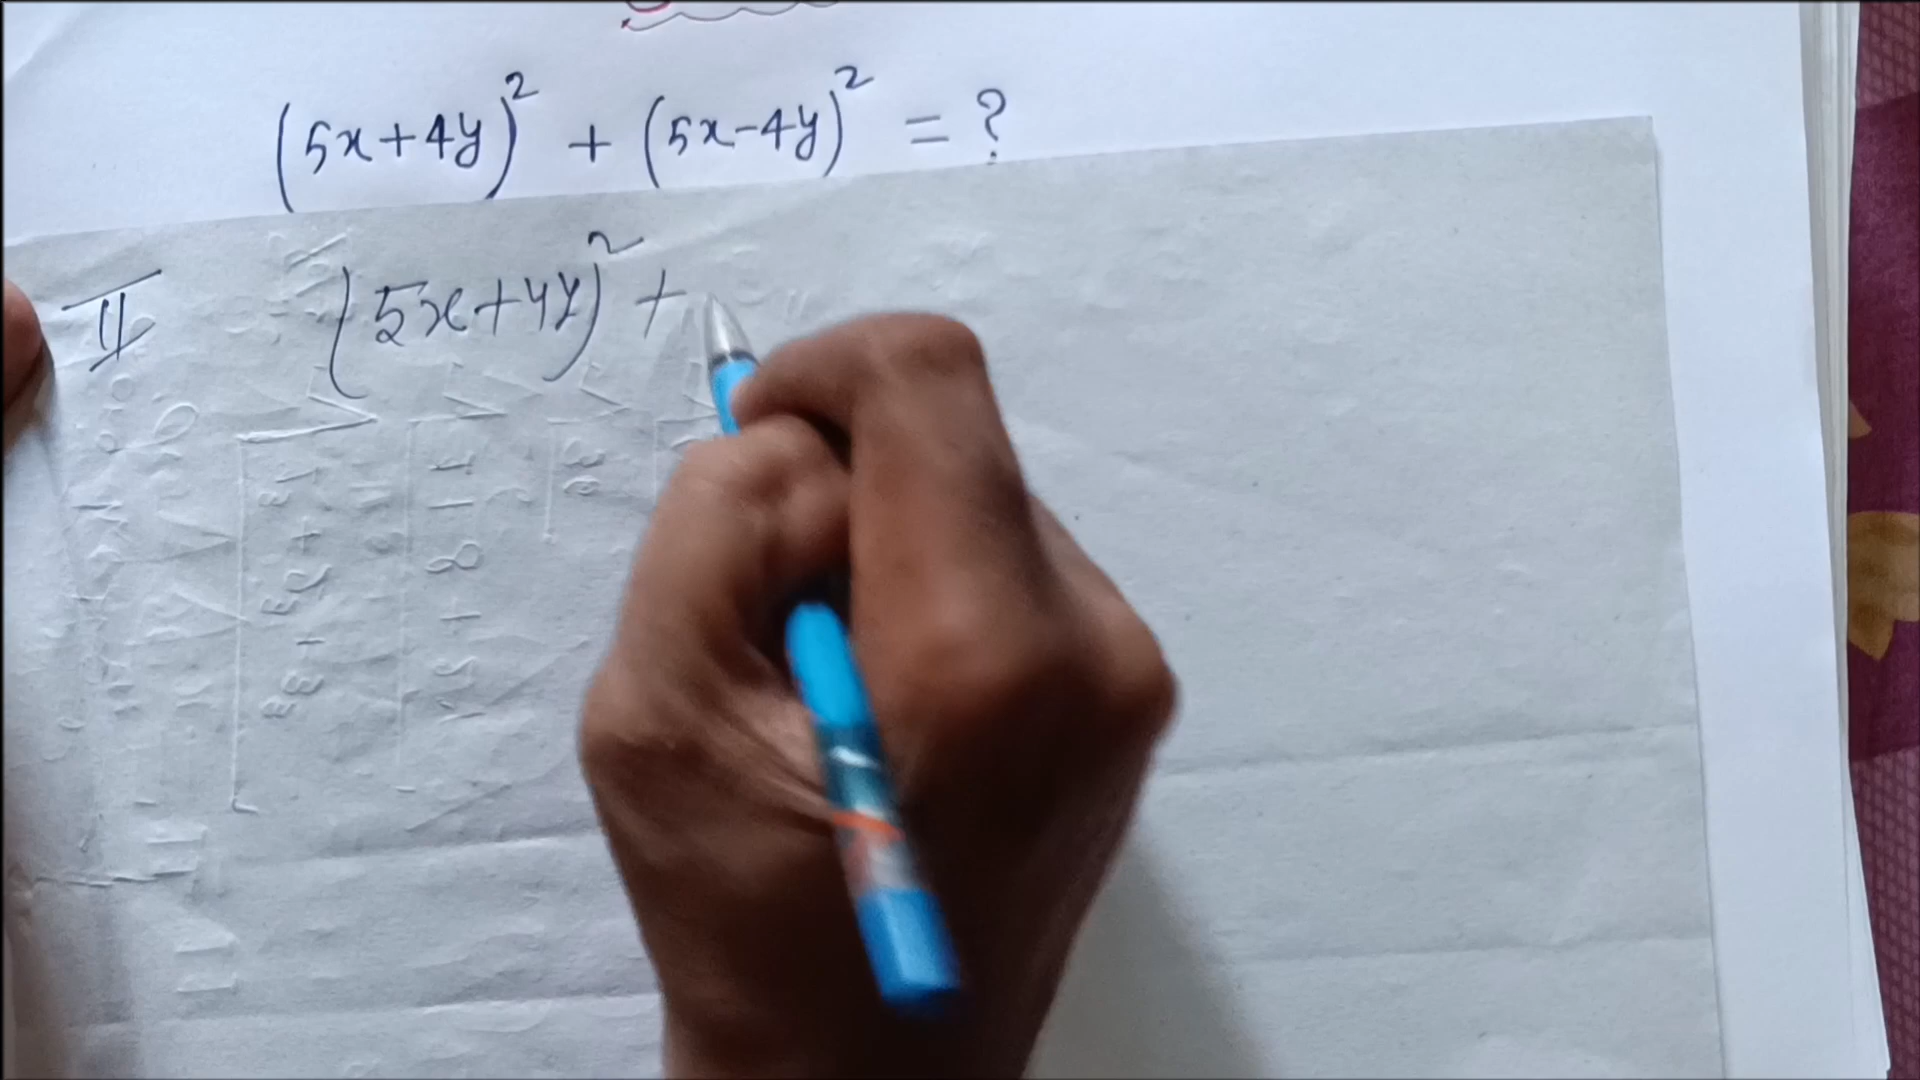 (5x+4y)² + (5x-4y)² = ?
II (5x+4y)² +